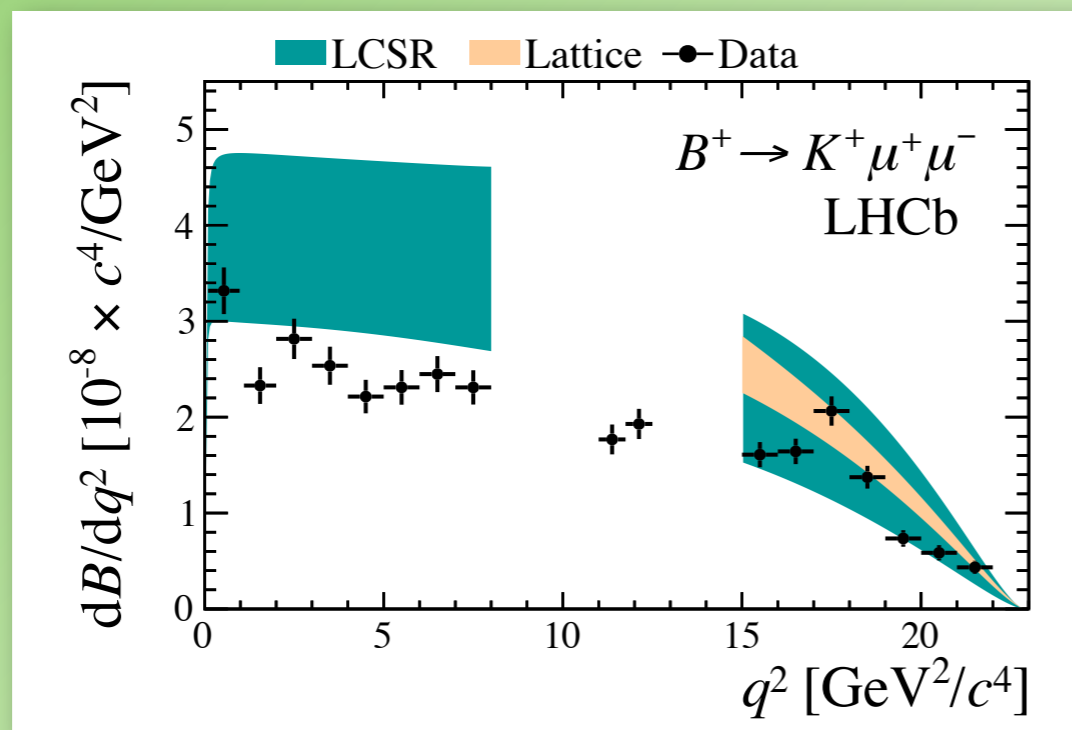 LCSR Lattice Data
B⁺ → K⁺μ⁺μ⁻
LHCb
dB/dq² [10⁻⁸ × c⁴/GeV²]
5
4
3
2
1
0
0 5 10 15 20
q² [GeV²/c⁴]